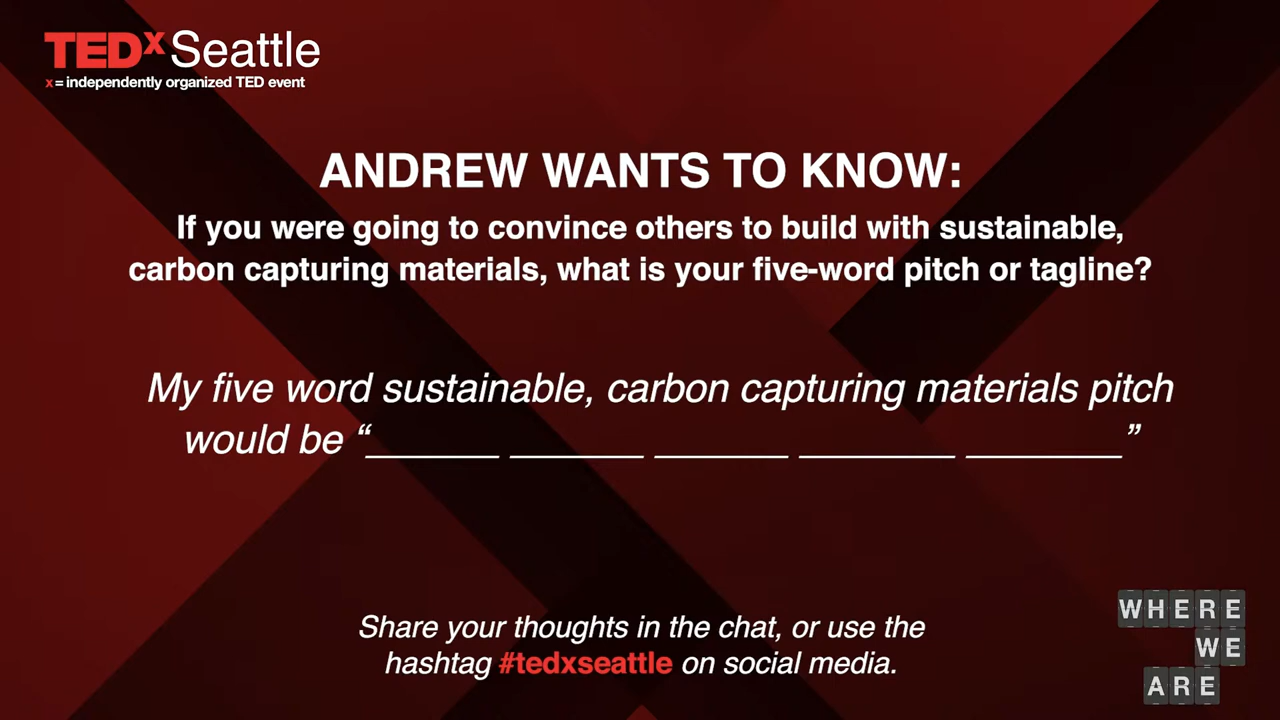 TEDxSeattle
x = independently organized TED event
ANDREW WANTS TO KNOW:
If you were going to convince others to build with sustainable,
carbon capturing materials, what is your five-word pitch or tagline?
My five word sustainable, carbon capturing materials pitch
would be “______ ______ ______ _______ _______”
Share your thoughts in the chat, or use the
hashtag #tedxseattle on social media.
WHERE
WE
ARE